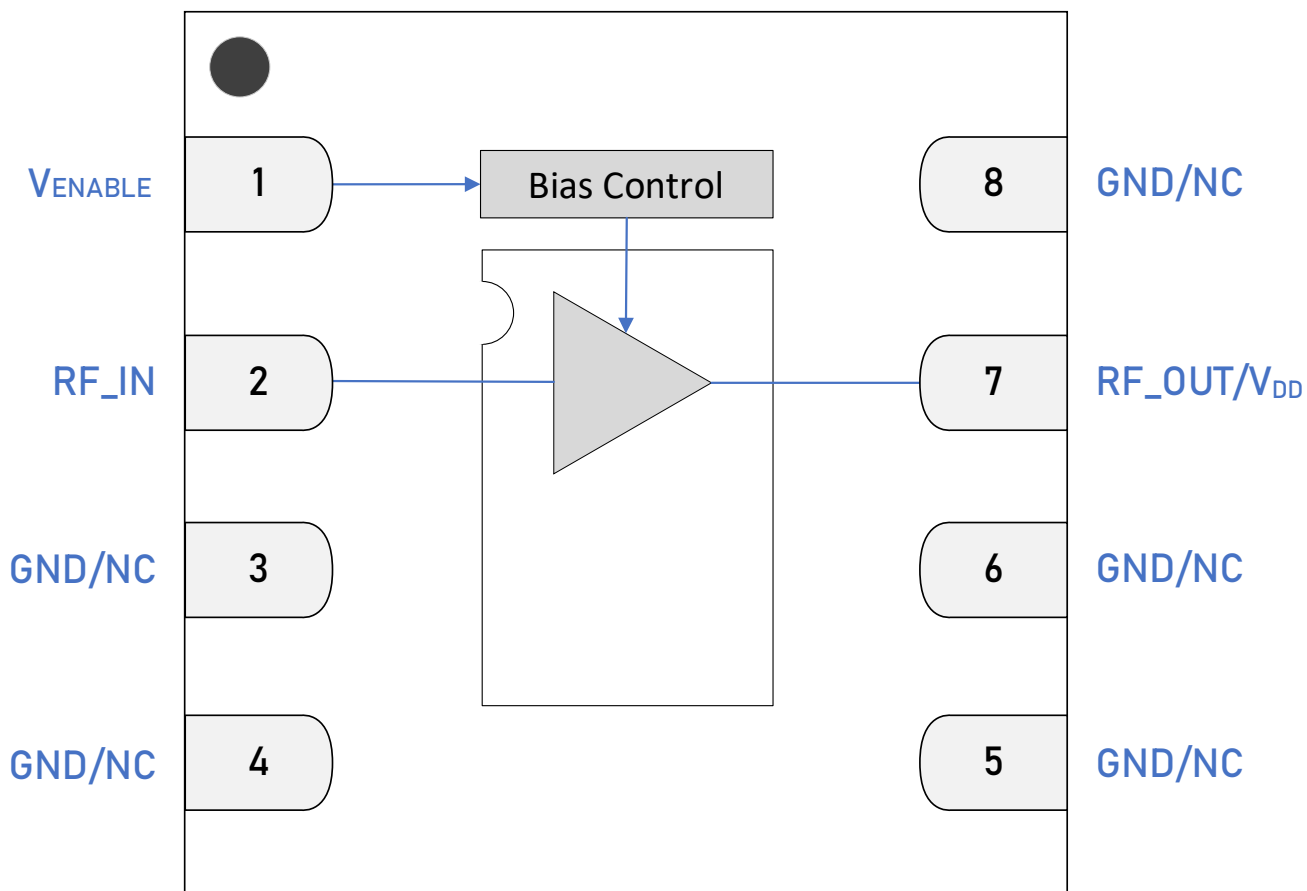 VENABLE 1 Bias Control 8 GND/NC
RF_IN 2 7 RF_OUT/VDD
GND/NC 3 6 GND/NC
GND/NC 4 5 GND/NC